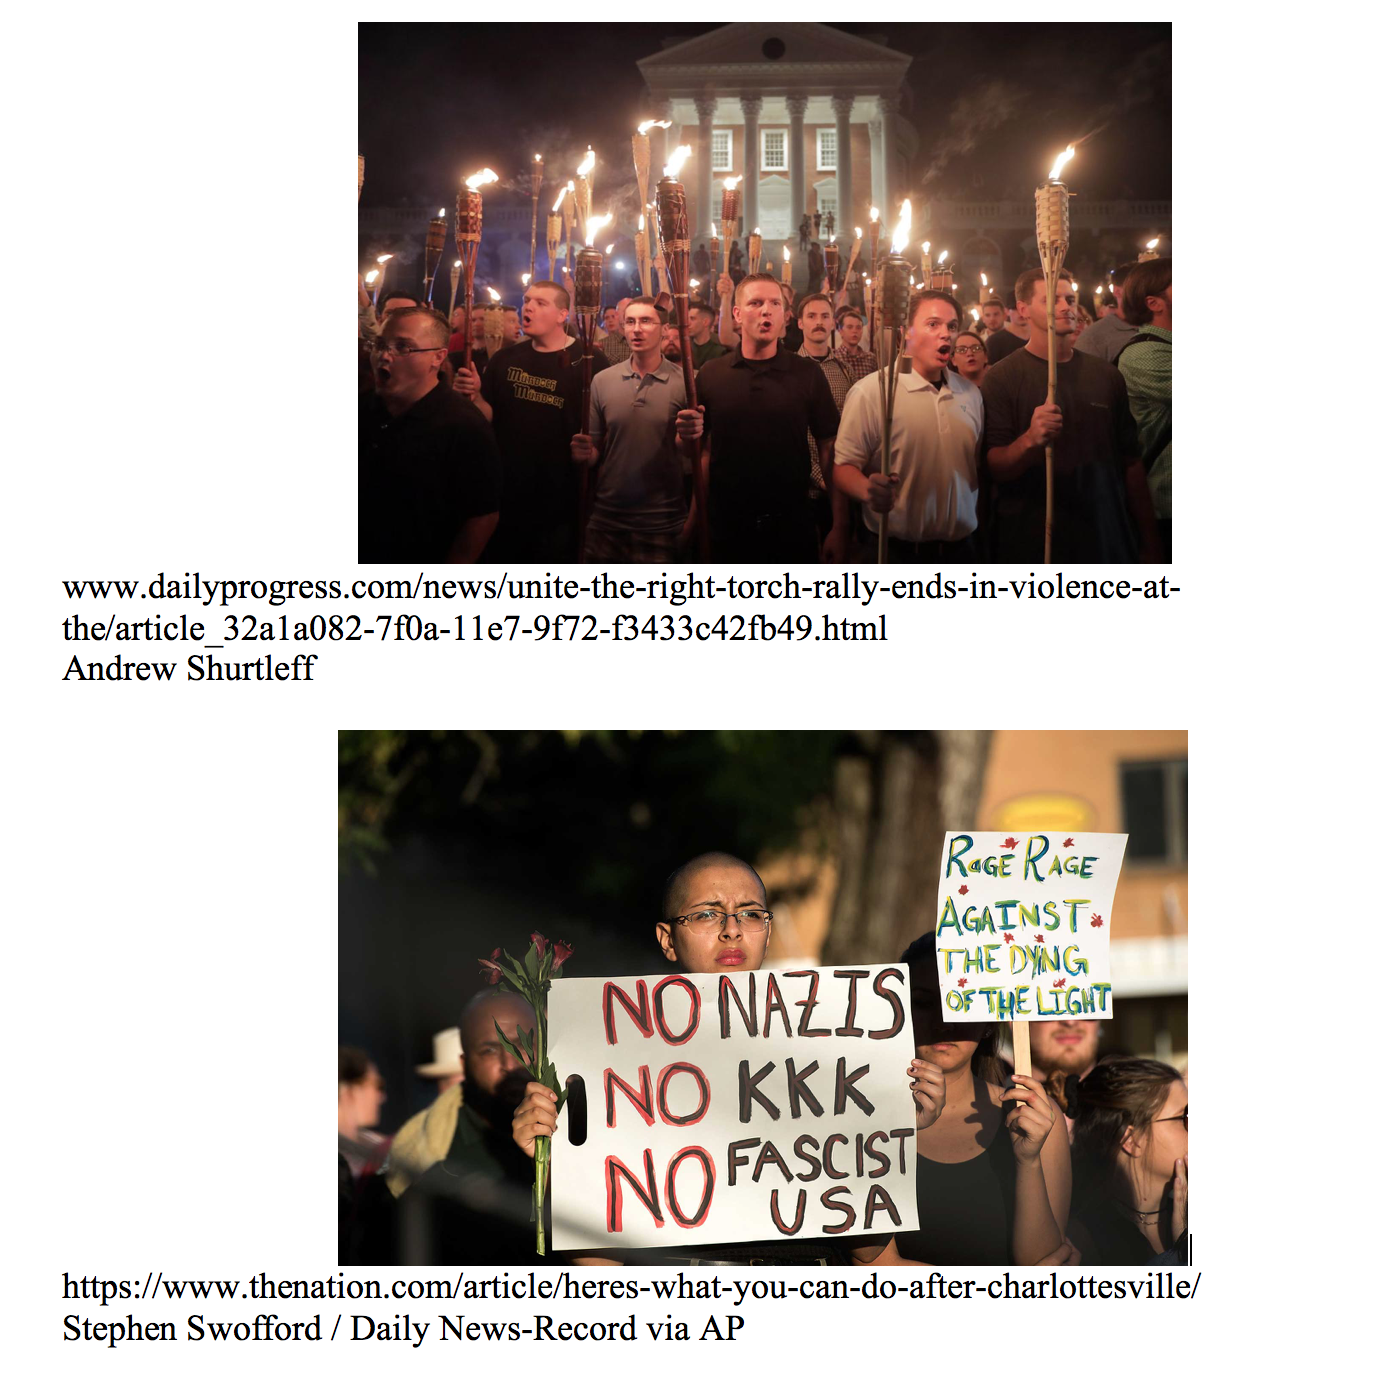 MURDOCH
MURDOCH
www.dailyprogress.com/news/unite-the-right-torch-rally-ends-in-violence-at-
the/article_32a1a082-7f0a-11e7-9f72-f3433c42fb49.html
Andrew Shurtleff
NO NAZIS
NO KKK
NO FASCIST
USA
RAGE RAGE
AGAINST
THE DYING
OF THE LIGHT
https://www.thenation.com/article/heres-what-you-can-do-after-charlottesville/
Stephen Swofford / Daily News-Record via AP